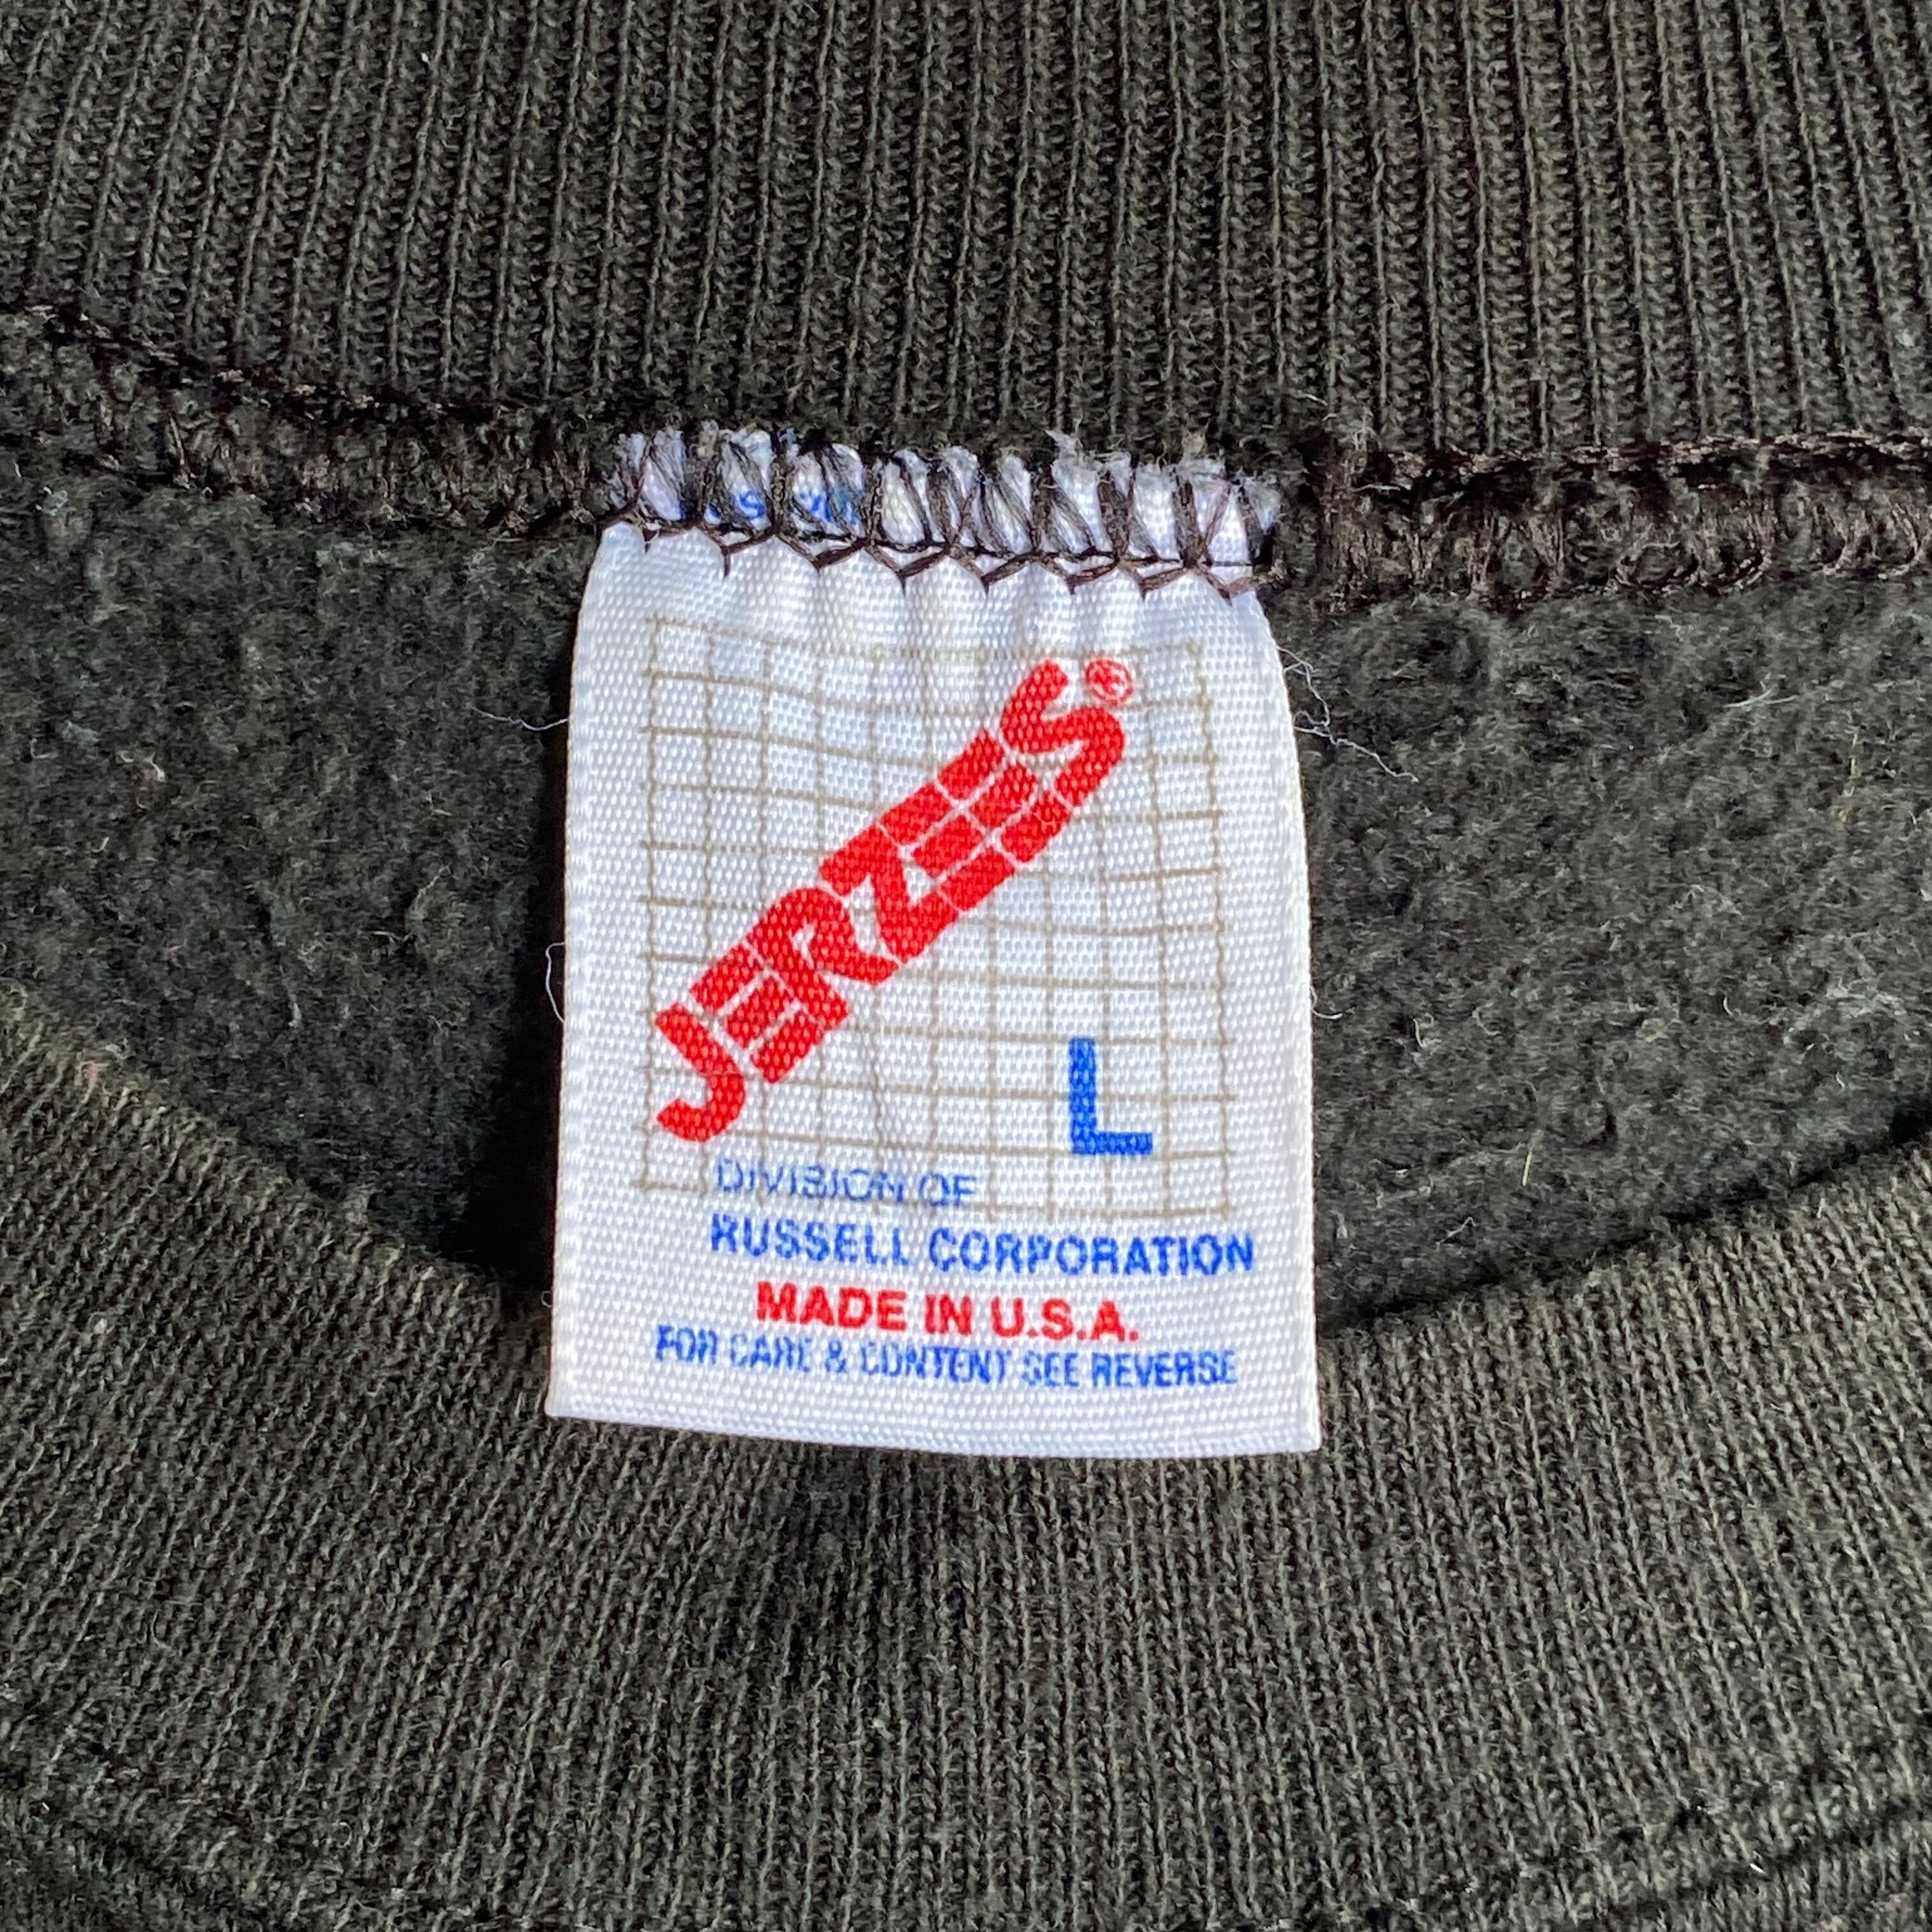 JERZEES®
L
DIVISION OF
RUSSELL CORPORATION
MADE IN U.S.A.
FOR CARE & CONTENT SEE REVERSE